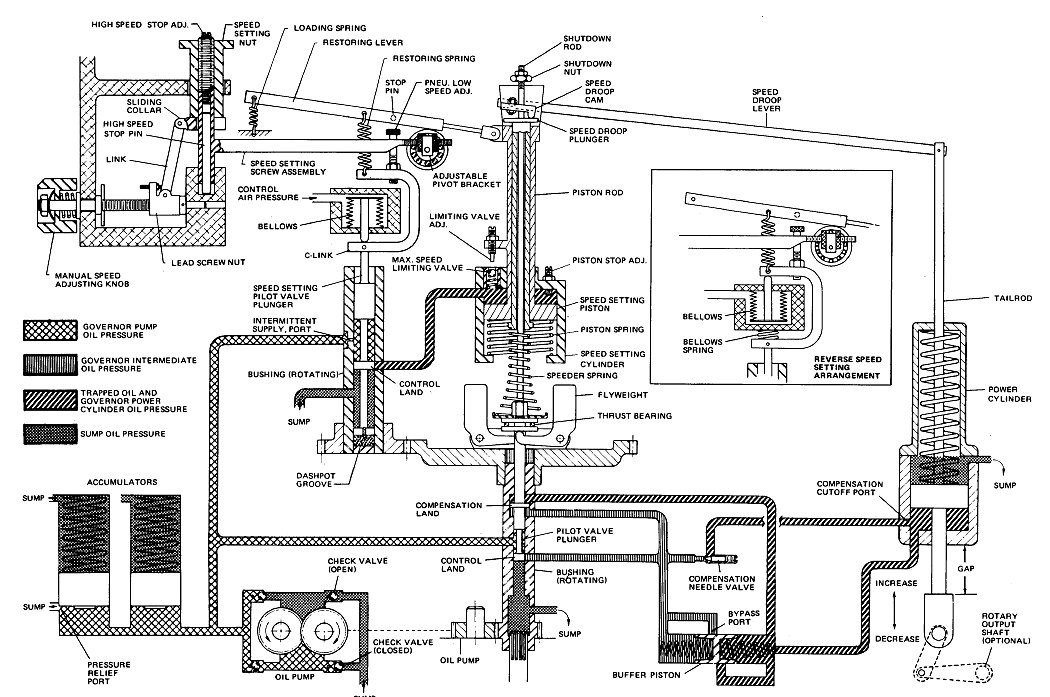 HIGH SPEED STOP ADJ.
SPEED
SETTING
NUT
LOADING SPRING
RESTORING LEVER
RESTORING SPRING
STOP
PIN
PNEU. LOW
SPEED ADJ.
SHUTDOWN
ROD
SHUTDOWN
NUT
SPEED
DROOP
CAM
SPEED DROOP
PLUNGER
SPEED
DROOP
LEVER
SLIDING
COLLAR
HIGH SPEED
STOP PIN
LINK
SPEED SETTING
SCREW ASSEMBLY
ADJUSTABLE
PIVOT BRACKET
CONTROL
AIR PRESSURE
BELLOWS
C-LINK
LEAD SCREW NUT
MANUAL SPEED
ADJUSTING KNOB
PISTON ROD
LIMITING VALVE
ADJ.
MAX. SPEED
LIMITING VALVE
PISTON STOP ADJ.
SPEED SETTING
PILOT VALVE
PLUNGER
SPEED SETTING
PISTON
PISTON SPRING
SPEED SETTING
CYLINDER
SPEEDER SPRING
FLYWEIGHT
THRUST BEARING
INTERMITTENT
SUPPLY, PORT
BUSHING (ROTATING)
CONTROL
LAND
SUMP
DASHPOT
GROOVE
BELLOWS
BELLOWS
SPRING
REVERSE SPEED
SETTING
ARRANGEMENT
TAILROD
POWER
CYLINDER
SUMP
GOVERNOR PUMP
OIL PRESSURE
GOVERNOR INTERMEDIATE
OIL PRESSURE
TRAPPED OIL AND
GOVERNOR POWER
CYLINDER OIL PRESSURE
SUMP OIL PRESSURE
ACCUMULATORS
SUMP
SUMP
PRESSURE
RELIEF
PORT
CHECK VALVE
(OPEN)
CHECK VALVE
(CLOSED)
OIL PUMP
SUMP
OIL PUMP
COMPENSATION
LAND
PILOT VALVE
PLUNGER
CONTROL
LAND
BUSHING
(ROTATING)
SUMP
COMPENSATION
CUTOFF PORT
COMPENSATION
NEEDLE VALVE
BYPASS
PORT
BUFFER PISTON
GAP
INCREASE
DECREASE
ROTARY
OUTPUT
SHAFT
(OPTIONAL)